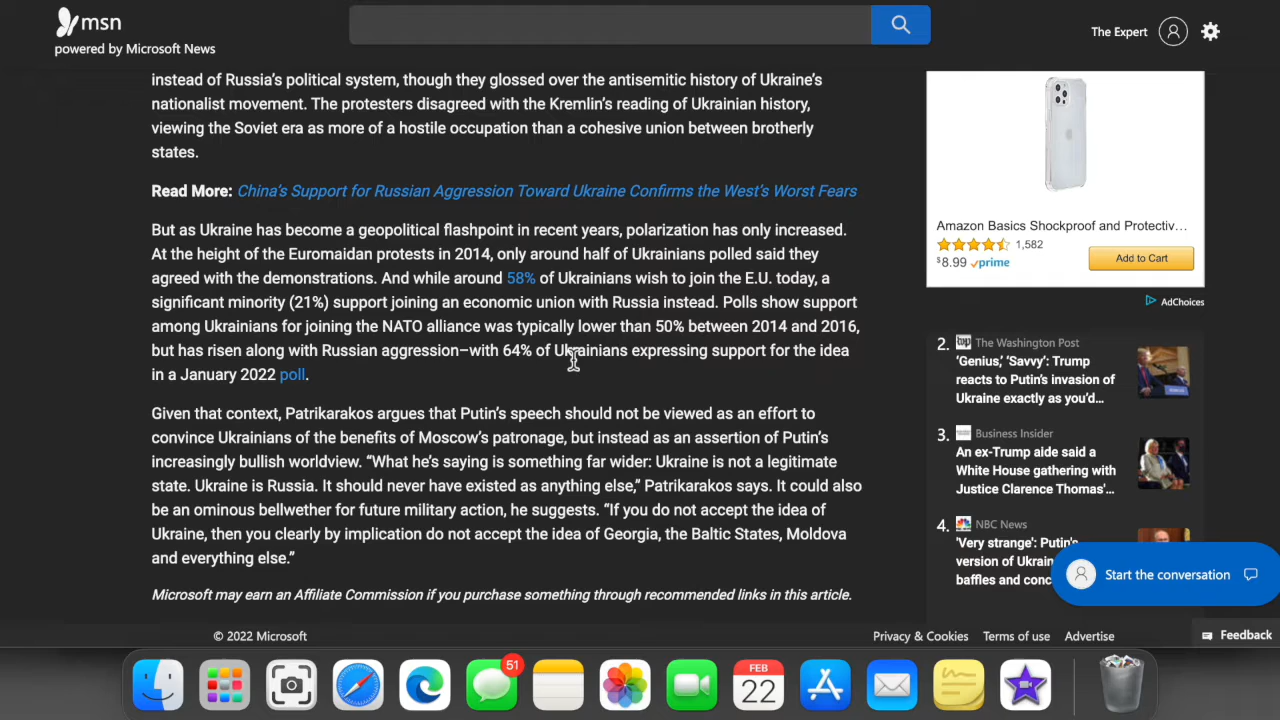 msn
powered by Microsoft News
The Expert
instead of Russia's political system, though they glossed over the antisemitic history of Ukraine's
nationalist movement. The protesters disagreed with the Kremlin's reading of Ukrainian history,
viewing the Soviet era as more of a hostile occupation than a cohesive union between brotherly
states.
Read More: China's Support for Russian Aggression Toward Ukraine Confirms the West's Worst Fears
But as Ukraine has become a geopolitical flashpoint in recent years, polarization has only increased.
At the height of the Euromaidan protests in 2014, only around half of Ukrainians polled said they
agreed with the demonstrations. And while around 58% of Ukrainians wish to join the E.U. today, a
significant minority (21%) support joining an economic union with Russia instead. Polls show support
among Ukrainians for joining the NATO alliance was typically lower than 50% between 2014 and 2016,
but has risen along with Russian aggression–with 64% of Ukrainians expressing support for the idea
in a January 2022 poll.
Given that context, Patrikarakos argues that Putin's speech should not be viewed as an effort to
convince Ukrainians of the benefits of Moscow's patronage, but instead as an assertion of Putin's
increasingly bullish worldview. “What he's saying is something far wider: Ukraine is not a legitimate
state. Ukraine is Russia. It should never have existed as anything else,” Patrikarakos says. It could also
be an ominous bellwether for future military action, he suggests. “If you do not accept the idea of
Ukraine, then you clearly by implication do not accept the idea of Georgia, the Baltic States, Moldova
and everything else.”
Microsoft may earn an Affiliate Commission if you purchase something through recommended links in this article.
Amazon Basics Shockproof and Protectiv...
1,582
$8.99 prime
Add to Cart
AdChoices
2. The Washington Post
‘Genius,’ ‘Savvy’: Trump
reacts to Putin's invasion of
Ukraine exactly as you'd...
3. Business Insider
An ex-Trump aide said a
White House gathering with
Justice Clarence Thomas'...
4. NBC News
'Very strange': Putin's
version of Ukrain
baffles and conc
Start the conversation
© 2022 Microsoft
Privacy & Cookies
Terms of use
Advertise
Feedback
51
FEB
22